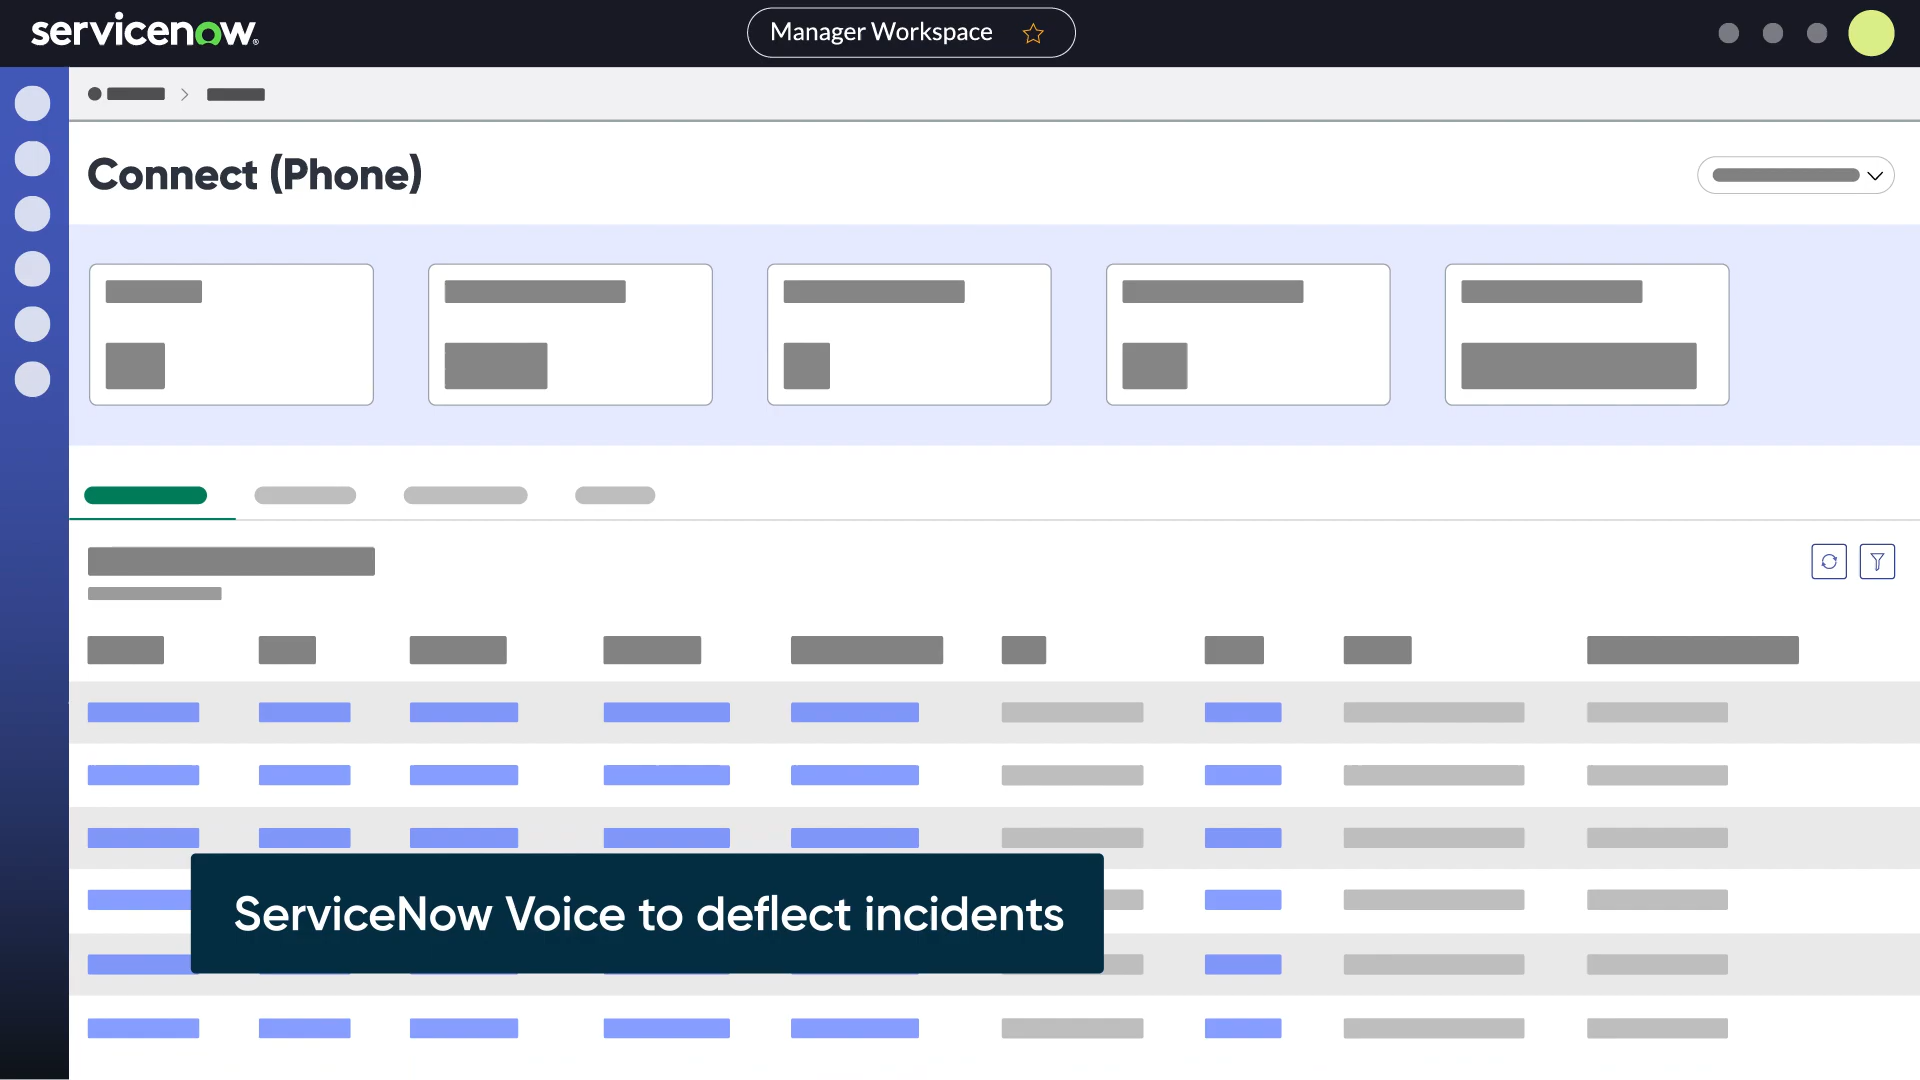 servicenow®
Manager Workspace
Connect (Phone)
ServiceNow Voice to deflect incidents